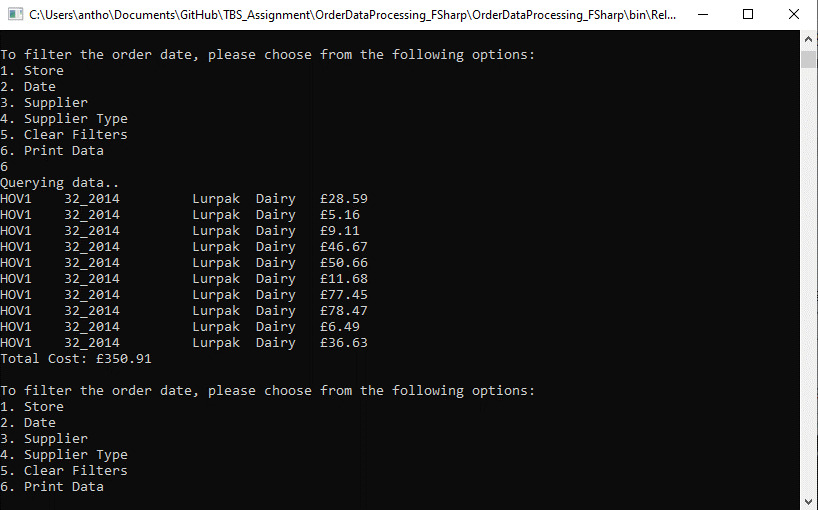 C:\Users\antho\Documents\GitHub\TBS_Assignment\OrderDataProcessing_FSharp\OrderDataProcessing_FSharp\bin\Rel...
To filter the order date, please choose from the following options:
1. Store
2. Date
3. Supplier
4. Supplier Type
5. Clear Filters
6. Print Data
6
Querying data..
HOV1    32_2014         Lurpak  Dairy   £28.59
HOV1    32_2014         Lurpak  Dairy   £5.16
HOV1    32_2014         Lurpak  Dairy   £9.11
HOV1    32_2014         Lurpak  Dairy   £46.67
HOV1    32_2014         Lurpak  Dairy   £50.66
HOV1    32_2014         Lurpak  Dairy   £11.68
HOV1    32_2014         Lurpak  Dairy   £77.45
HOV1    32_2014         Lurpak  Dairy   £78.47
HOV1    32_2014         Lurpak  Dairy   £6.49
HOV1    32_2014         Lurpak  Dairy   £36.63
Total Cost: £350.91
To filter the order date, please choose from the following options:
1. Store
2. Date
3. Supplier
4. Supplier Type
5. Clear Filters
6. Print Data